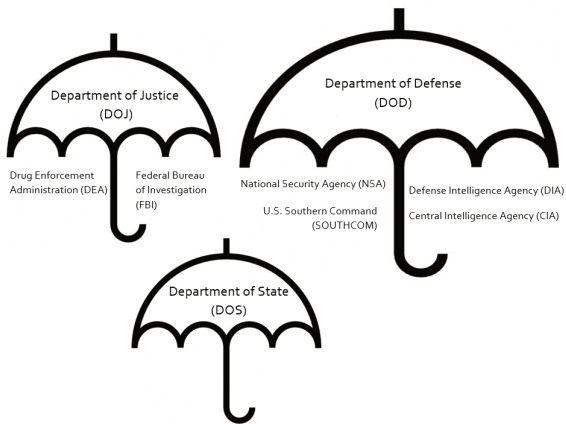 Department of Justice
(DOJ)
Drug Enforcement
Administration (DEA)
Federal Bureau
of Investigation
(FBI)
Department of Defense
(DOD)
National Security Agency (NSA)
U.S. Southern Command
(SOUTHCOM)
Defense Intelligence Agency (DIA)
Central Intelligence Agency (CIA)
Department of State
(DOS)